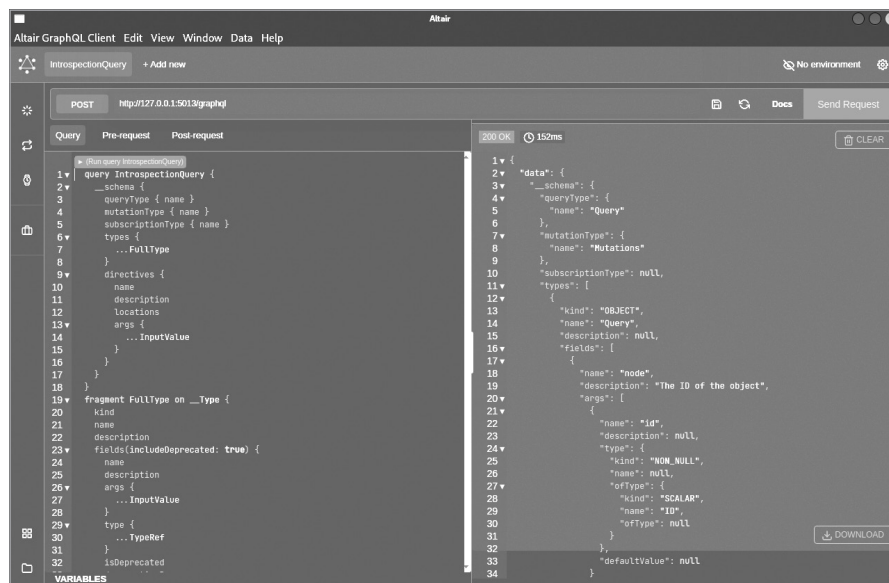 Altair
Altair GraphQL Client Edit View Window Data Help
IntrospectionQuery + Add new No environment
POST http://127.0.0.1:5013/graphql Docs Send Request
Query Pre-request Post-request
▸ (Run query IntrospectionQuery)
1 query IntrospectionQuery {
2 __schema {
3 queryType { name }
4 mutationType { name }
5 subscriptionType { name }
6 types {
7 ...FullType
8 }
9 directives {
10 name
11 description
12 locations
13 args {
14 ...InputValue
15 }
16 }
17 }
18 }
19 fragment FullType on __Type {
20 kind
21 name
22 description
23 fields(includeDeprecated: true) {
24 name
25 description
26 args {
27 ...InputValue
28 }
29 type {
30 ...TypeRef
31 }
32 isDeprecated
VARIABLES
200 OK 152ms
CLEAR
1 {
2 "data": {
3 "__schema": {
4 "queryType": {
5 "name": "Query"
6 },
7 "mutationType": {
8 "name": "Mutations"
9 },
10 "subscriptionType": null,
11 "types": [
12 {
13 "kind": "OBJECT",
14 "name": "Query",
15 "description": null,
16 "fields": [
17 {
18 "name": "node",
19 "description": "The ID of the object",
20 "args": [
21 {
22 "name": "id",
23 "description": null,
24 "type": {
25 "kind": "NON_NULL",
26 "name": null,
27 "ofType": {
28 "kind": "SCALAR",
29 "name": "ID",
30 "ofType": null
31 }
32 },
33 "defaultValue": null
34 }
DOWNLOAD